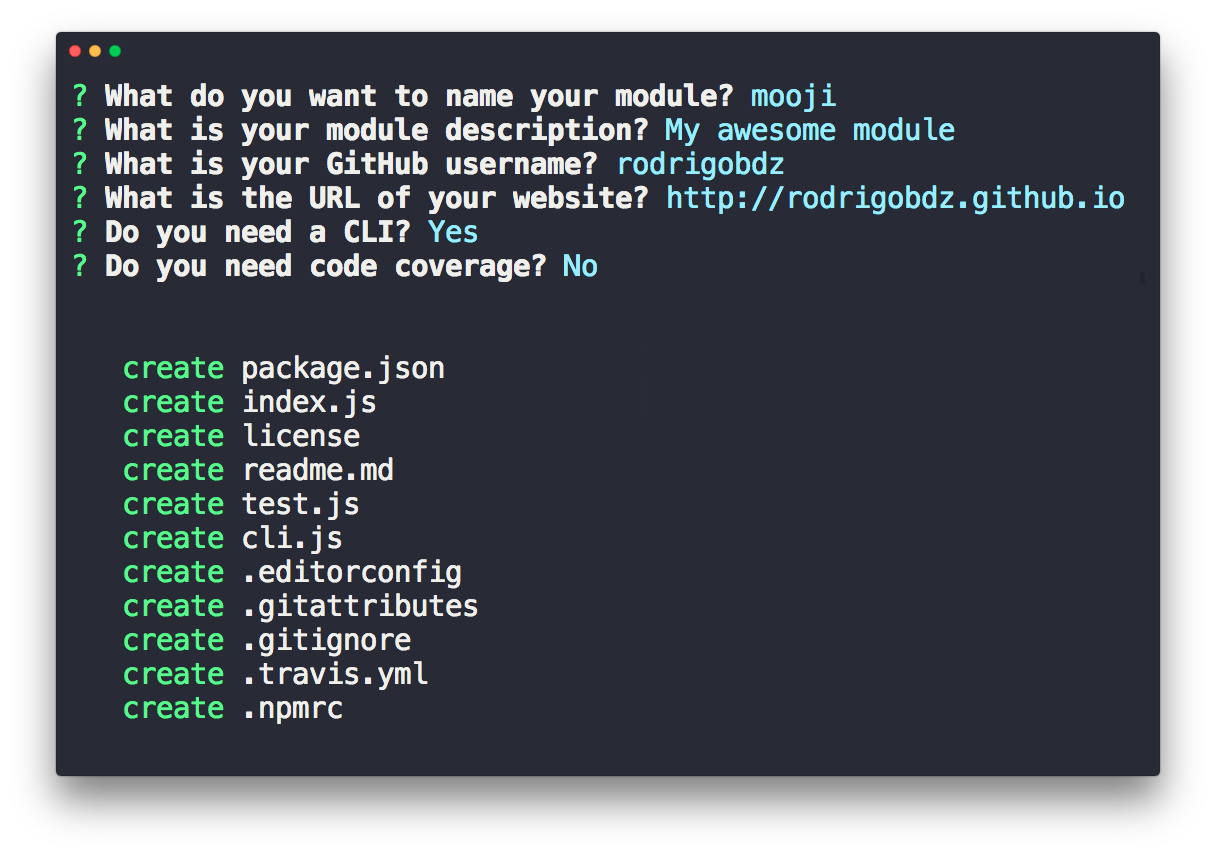 ? What do you want to name your module? mooji
? What is your module description? My awesome module
? What is your GitHub username? rodrigobdz
? What is the URL of your website? http://rodrigobdz.github.io
? Do you need a CLI? Yes
? Do you need code coverage? No
create package.json
create index.js
create license
create readme.md
create test.js
create cli.js
create .editorconfig
create .gitattributes
create .gitignore
create .travis.yml
create .npmrc